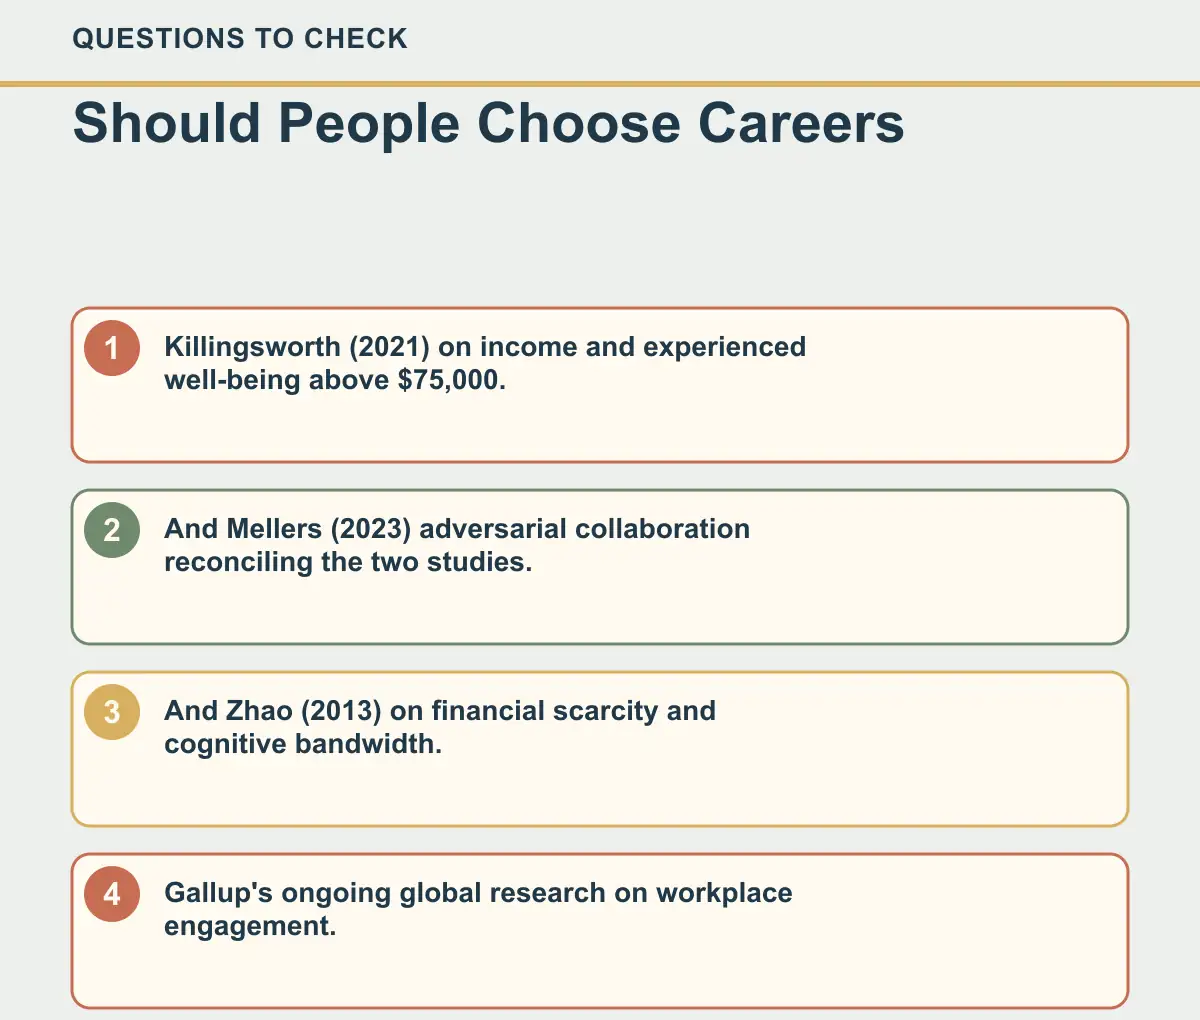 QUESTIONS TO CHECK
Should People Choose Careers
1
Killingsworth (2021) on income and experienced
well-being above $75,000.
2
And Mellers (2023) adversarial collaboration
reconciling the two studies.
3
And Zhao (2013) on financial scarcity and
cognitive bandwidth.
4
Gallup's ongoing global research on workplace
engagement.